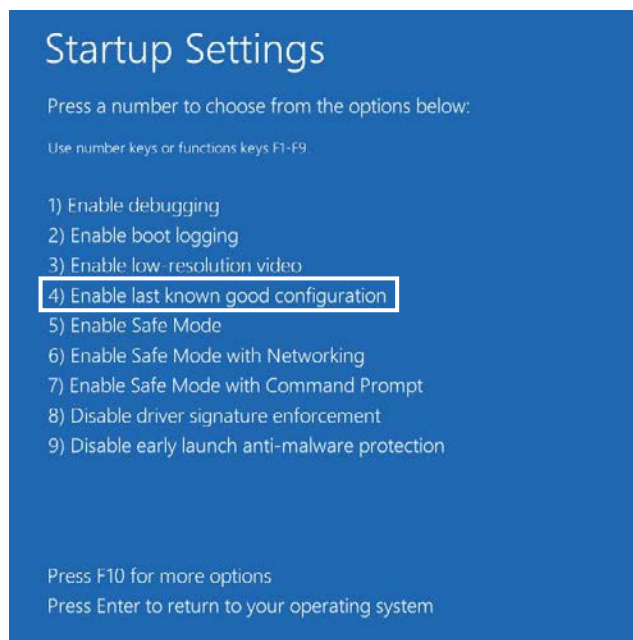 Startup Settings
Press a number to choose from the options below:
Use number keys or functions keys F1-F9.
1) Enable debugging
2) Enable boot logging
3) Enable low-resolution video
4) Enable last known good configuration
5) Enable Safe Mode
6) Enable Safe Mode with Networking
7) Enable Safe Mode with Command Prompt
8) Disable driver signature enforcement
9) Disable early launch anti-malware protection
Press F10 for more options
Press Enter to return to your operating system